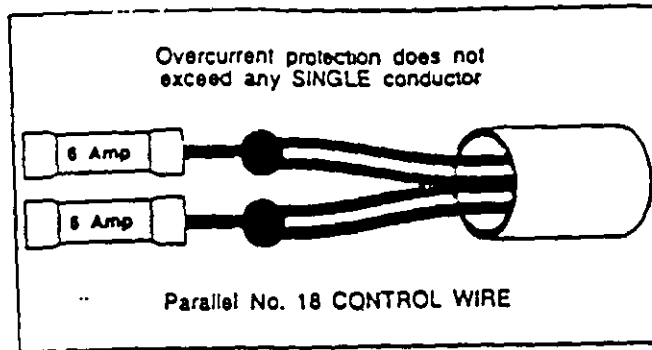 Overcurrent protection does not
exceed any SINGLE conductor
6 Amp
6 Amp
Parallel No. 18 CONTROL WIRE